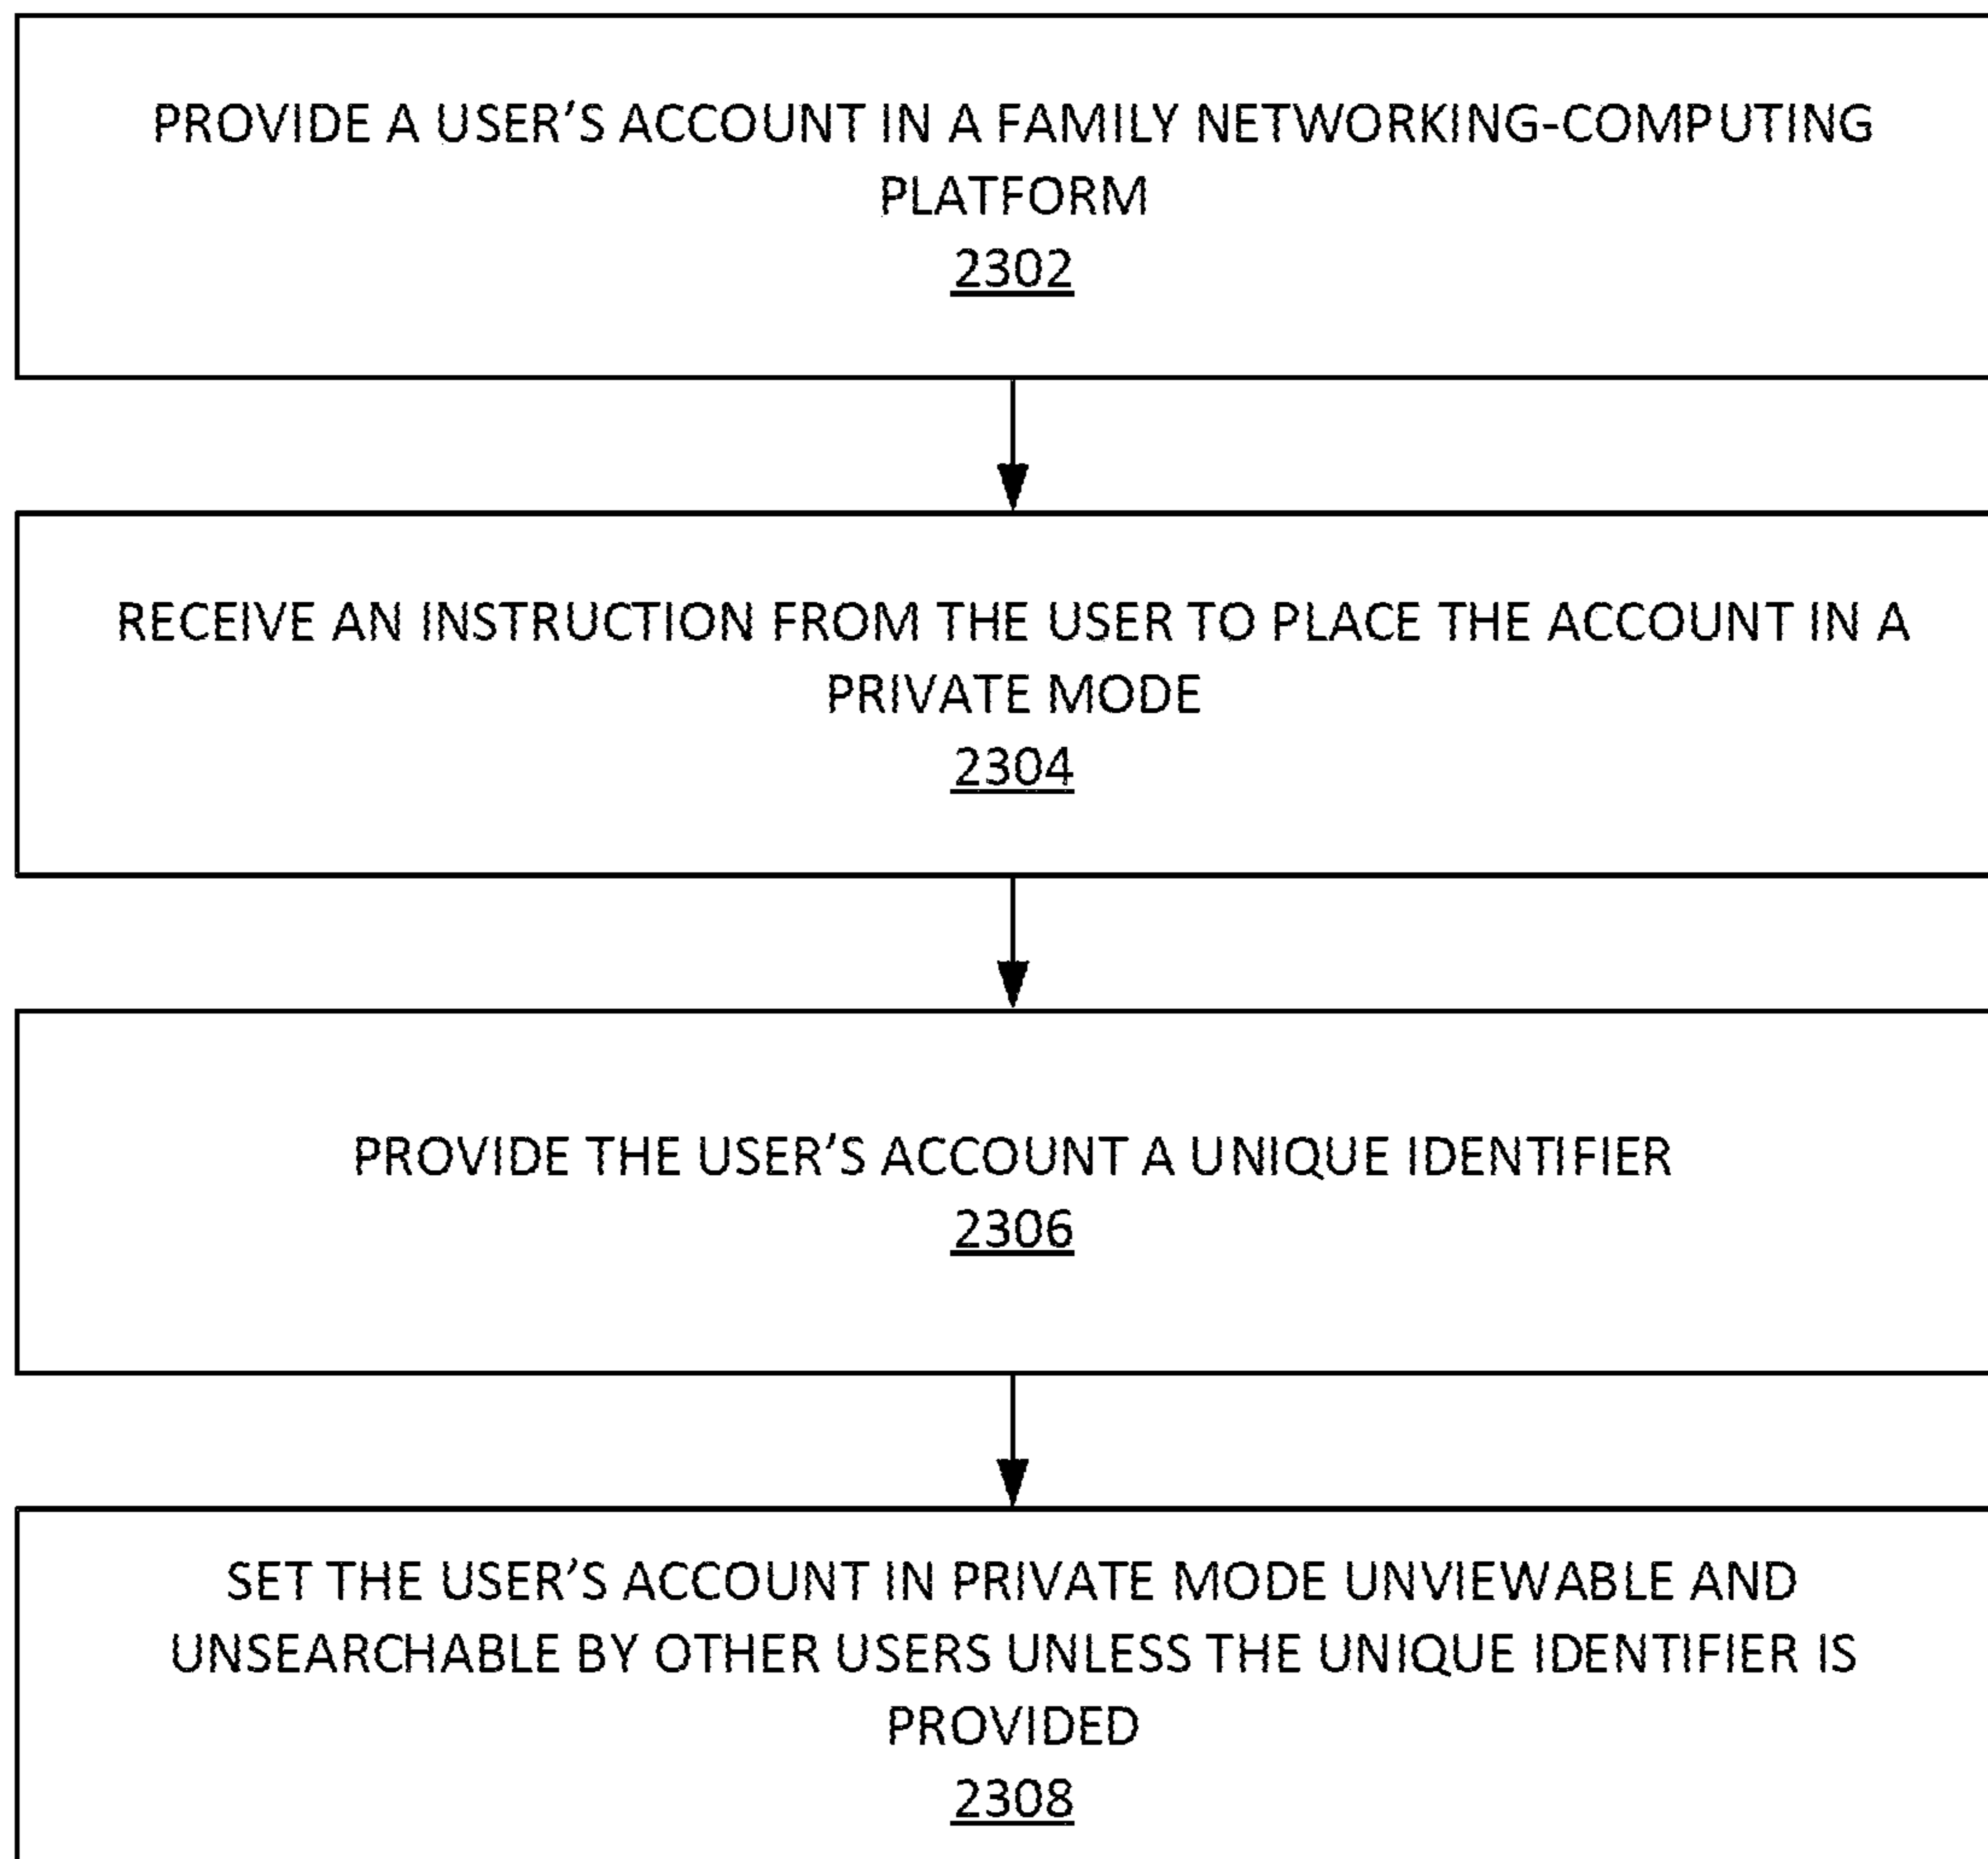 PROVIDE A USER'S ACCOUNT IN A FAMILY NETWORKING-COMPUTING
PLATFORM
2302
RECEIVE AN INSTRUCTION FROM THE USER TO PLACE THE ACCOUNT IN A
PRIVATE MODE
2304
PROVIDE THE USER'S ACCOUNT A UNIQUE IDENTIFIER
2306
SET THE USER'S ACCOUNT IN PRIVATE MODE UNVIEWABLE AND
UNSEARCHABLE BY OTHER USERS UNLESS THE UNIQUE IDENTIFIER IS
PROVIDED
2308